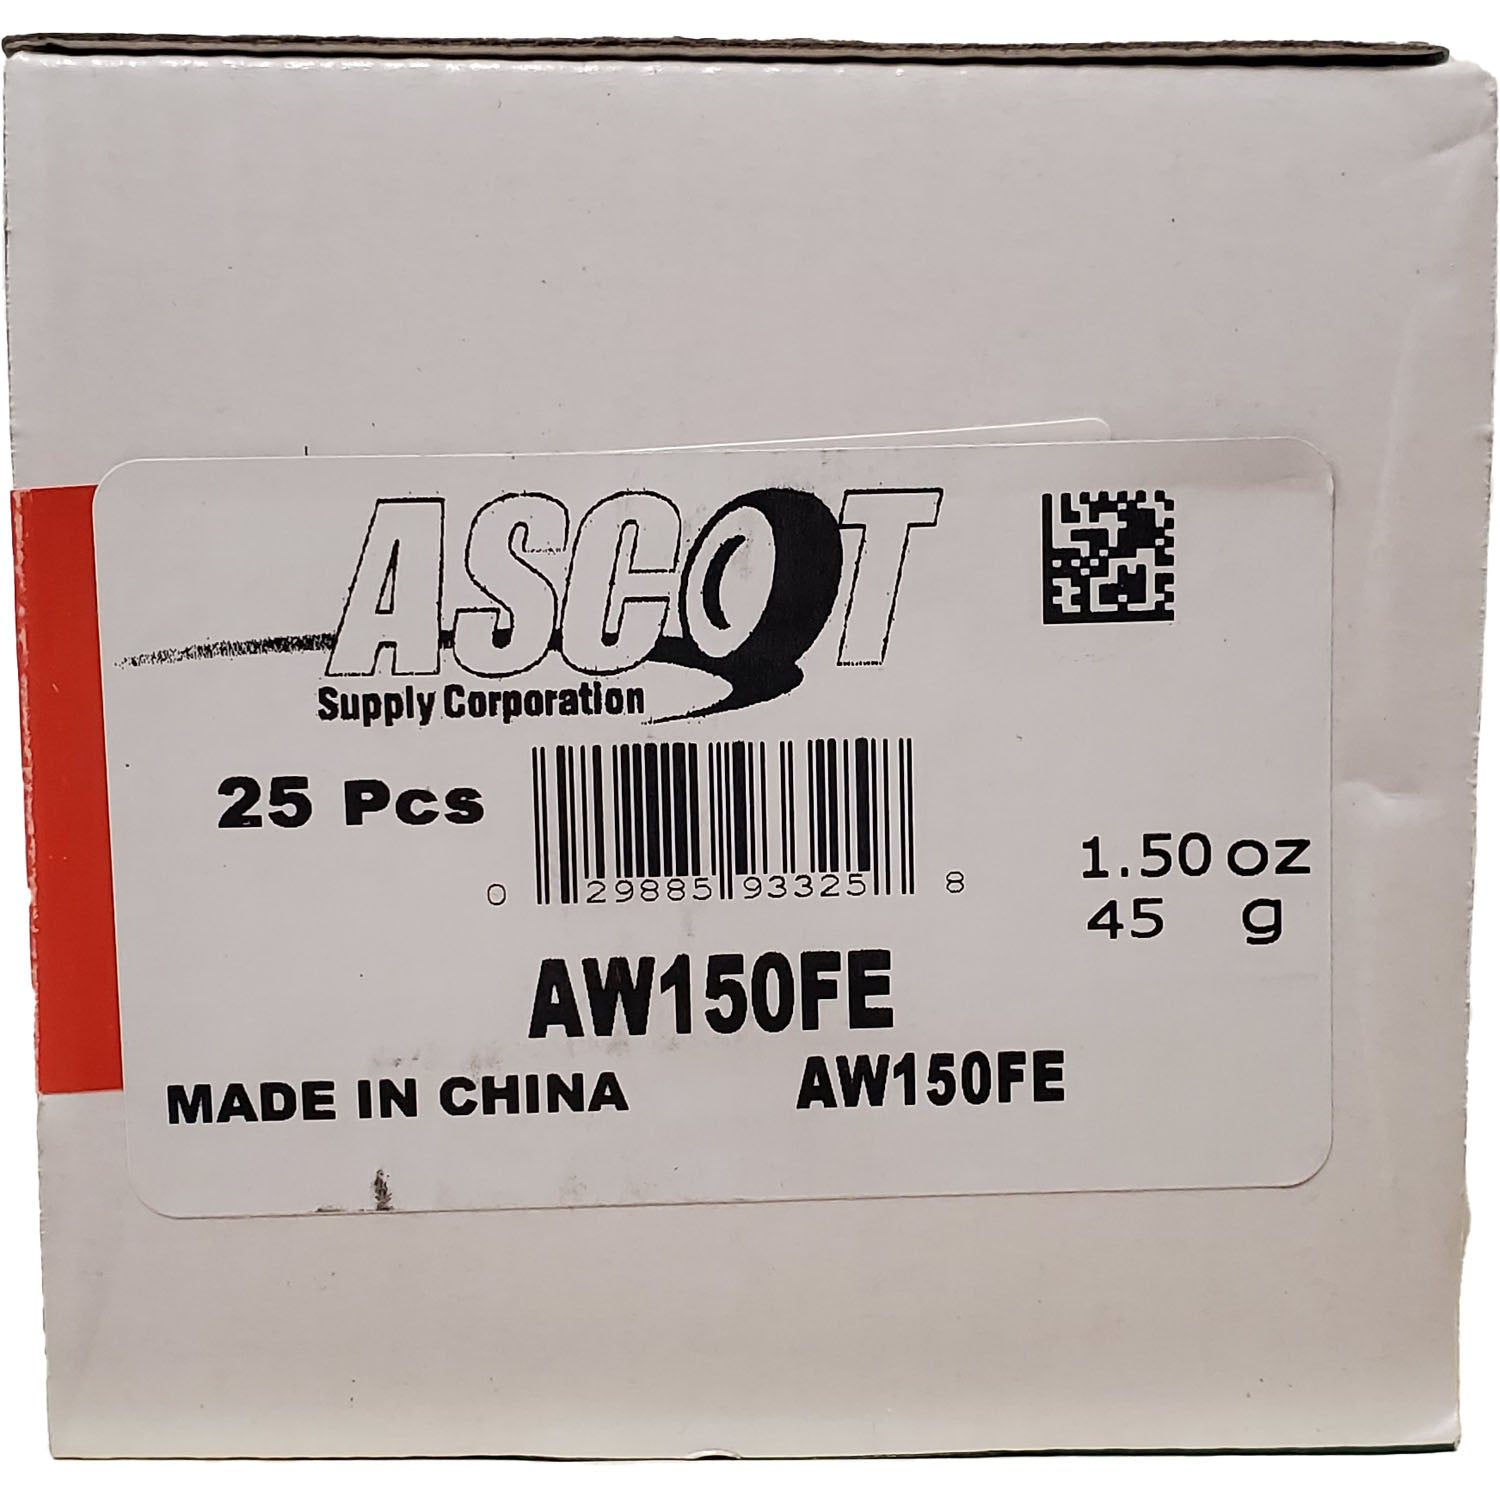 ASCOT
Supply Corporation
25 Pcs
0 29885 93325 8
1.50 oz
45 g
AW150FE
MADE IN CHINA
AW150FE